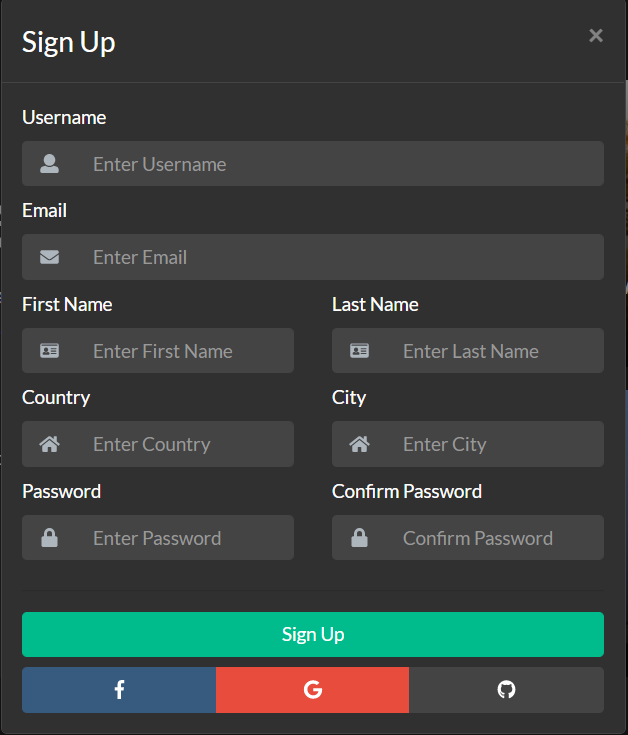 Sign Up
Username
Enter Username
Email
Enter Email
First Name Last Name
Enter First Name Enter Last Name
Country City
Enter Country Enter City
Password Confirm Password
Enter Password Confirm Password
Sign Up